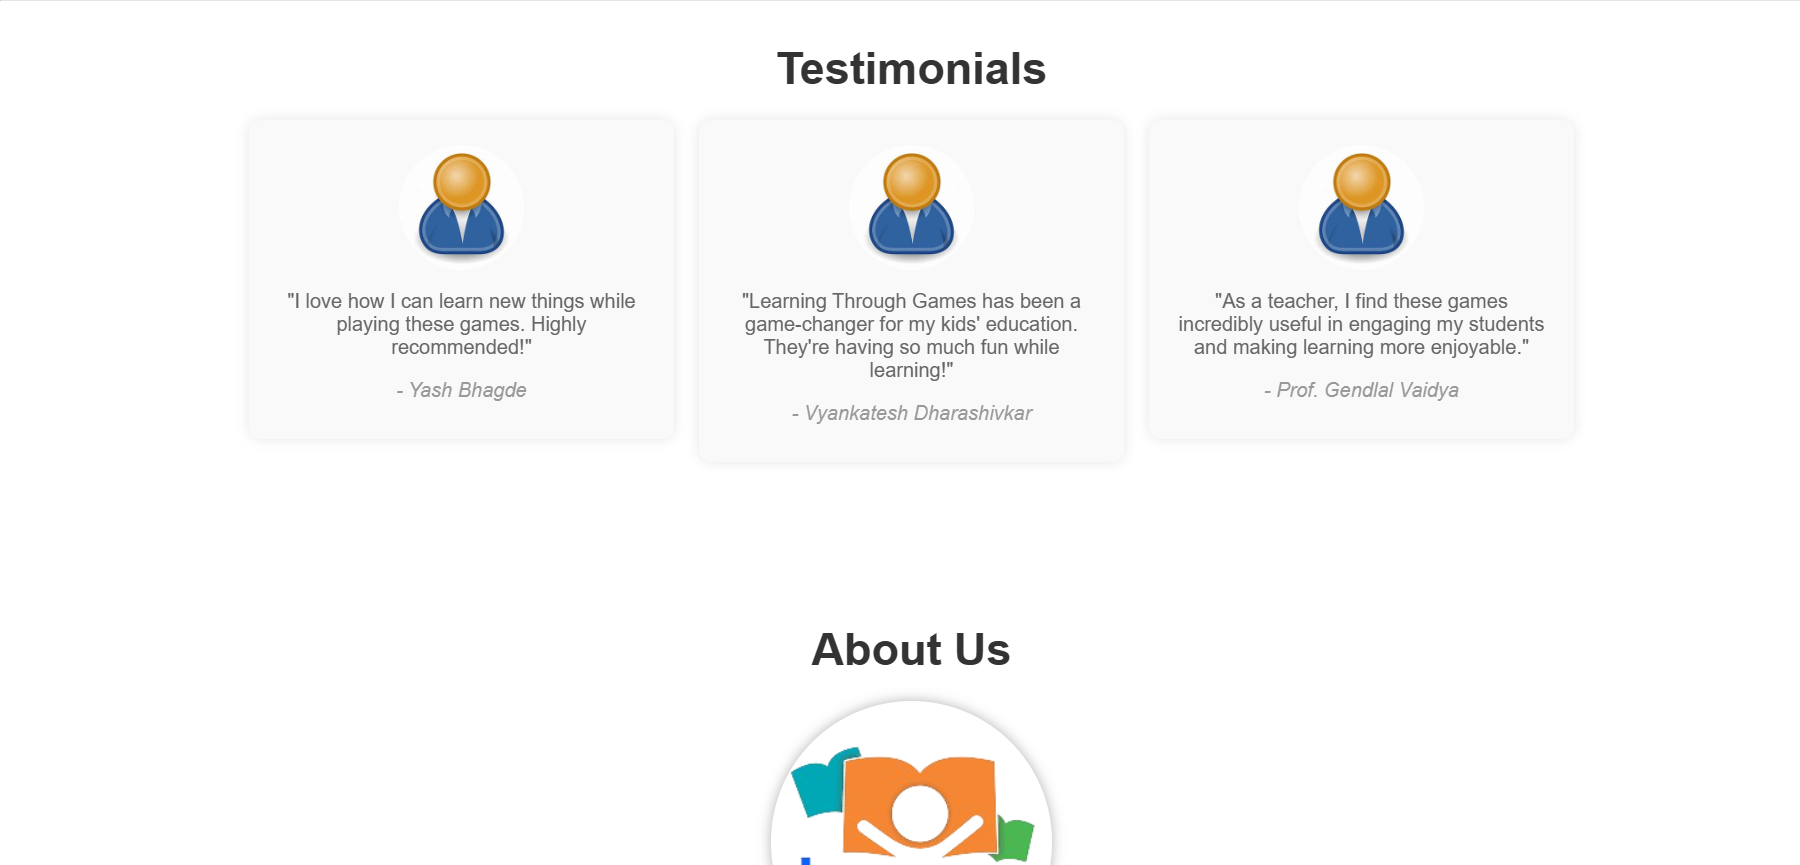 Testimonials
"I love how I can learn new things while
playing these games. Highly
recommended!"
- Yash Bhagde
"Learning Through Games has been a
game-changer for my kids' education.
They're having so much fun while
learning!"
- Vyankatesh Dharashivkar
"As a teacher, I find these games
incredibly useful in engaging my students
and making learning more enjoyable."
- Prof. Gendlal Vaidya
About Us